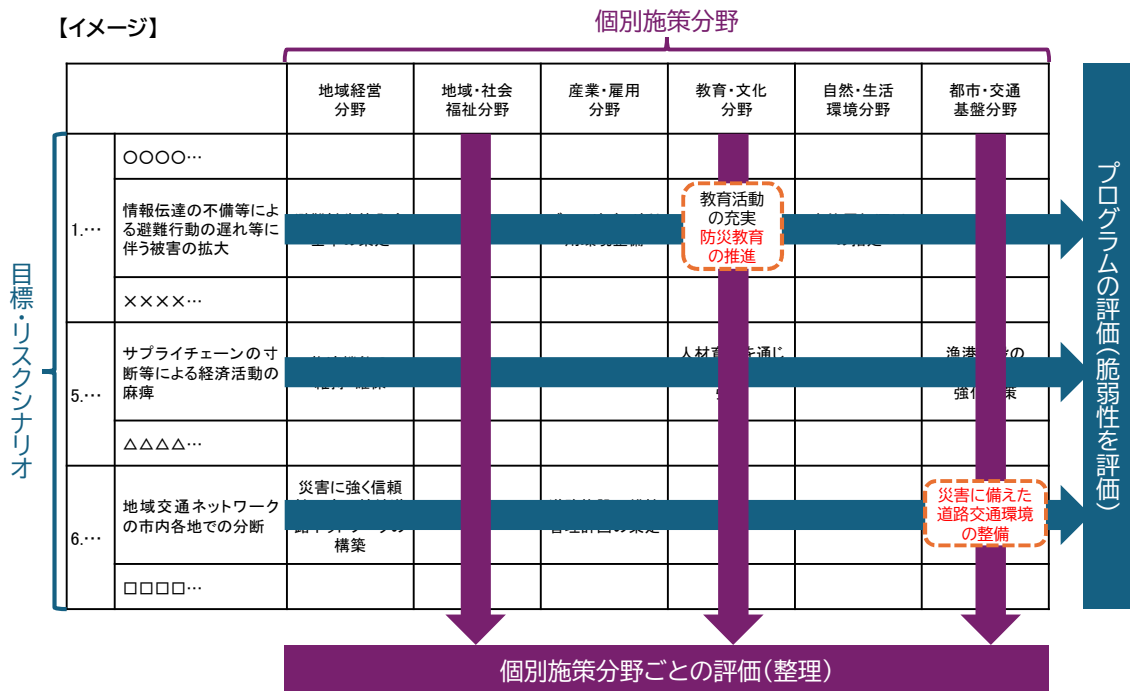 【イメージ】
個別施策分野
地域経営
分野
地域・社会
福祉分野
産業・雇用
分野
教育・文化
分野
自然・生活
環境分野
都市・交通
基盤分野
目標・リスクシナリオ
○○○○…
1.…
情報伝達の不備等によ
る避難行動の遅れ等に
伴う被害の拡大
教育活動
の充実
防災教育
の推進
××××…
5.…
サプライチェーンの寸
断等による経済活動の
麻痺
漁港
△△△△…
6.…
地域交通ネットワーク
の市内各地での分断
災害に強く信頼
構築
災害に備えた
道路交通環境
の整備
□□□□…
プログラムの評価(脆弱性を評価)
個別施策分野ごとの評価(整理)